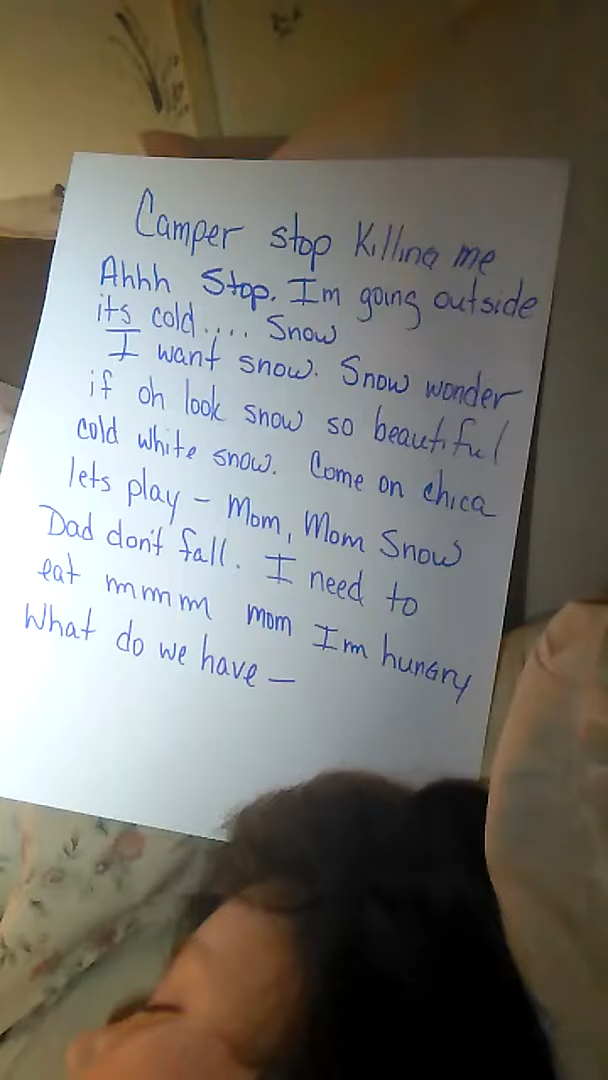 Camper stop Killing me
Ahhh Stop. Im going outside
its cold.... Snow
I want snow. Snow wonder
if oh look snow so beautiful
cold white snow. Come on chica
lets play - Mom, Mom Snow
Dad don't fall. I need to
eat mmmm mom Im hungry
What do we have -